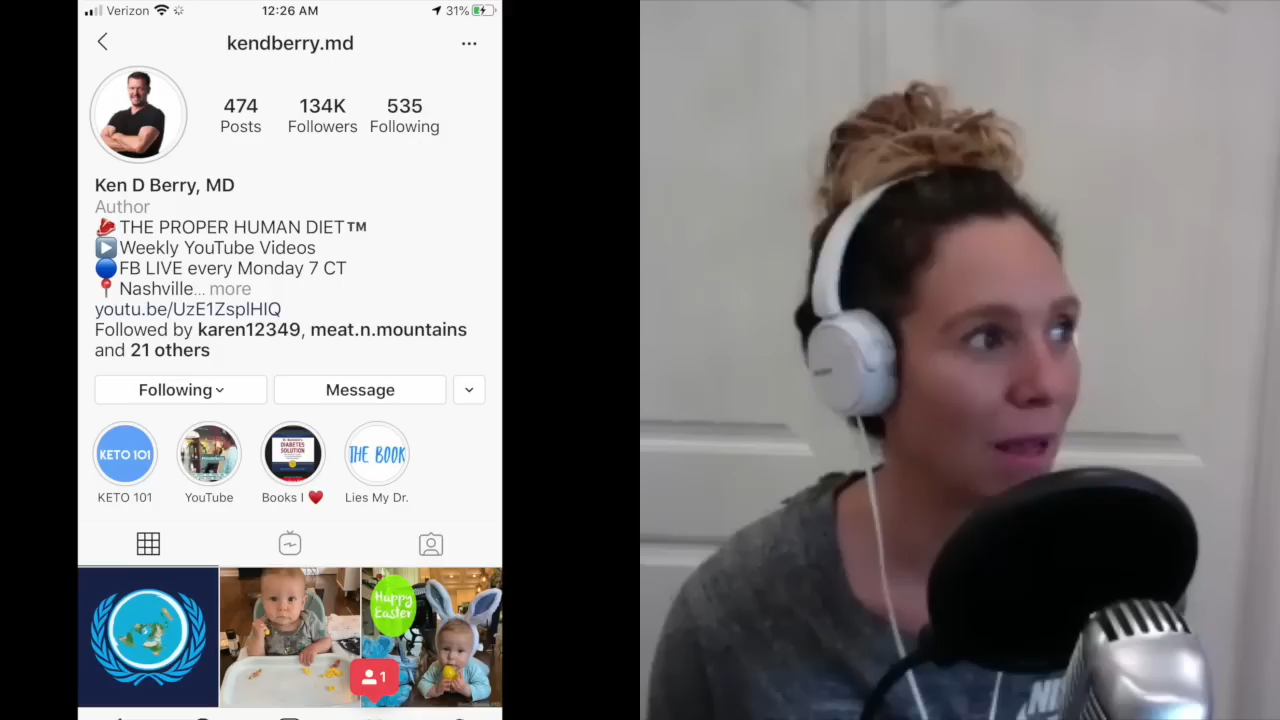 Verizon 12:26 AM 31%
kendberry.md
474 134K 535
Posts Followers Following
Ken D Berry, MD
Author
THE PROPER HUMAN DIET™
Weekly YouTube Videos
FB LIVE every Monday 7 CT
Nashville... more
youtu.be/UzE1ZsplHIQ
Followed by karen12349, meat.n.mountains
and 21 others
Following Message
KETO 101
DIABETES
SOLUTION
THE BOOK
KETO 101 YouTube Books I Lies My Dr.
Happy
Easter
1
NIKE